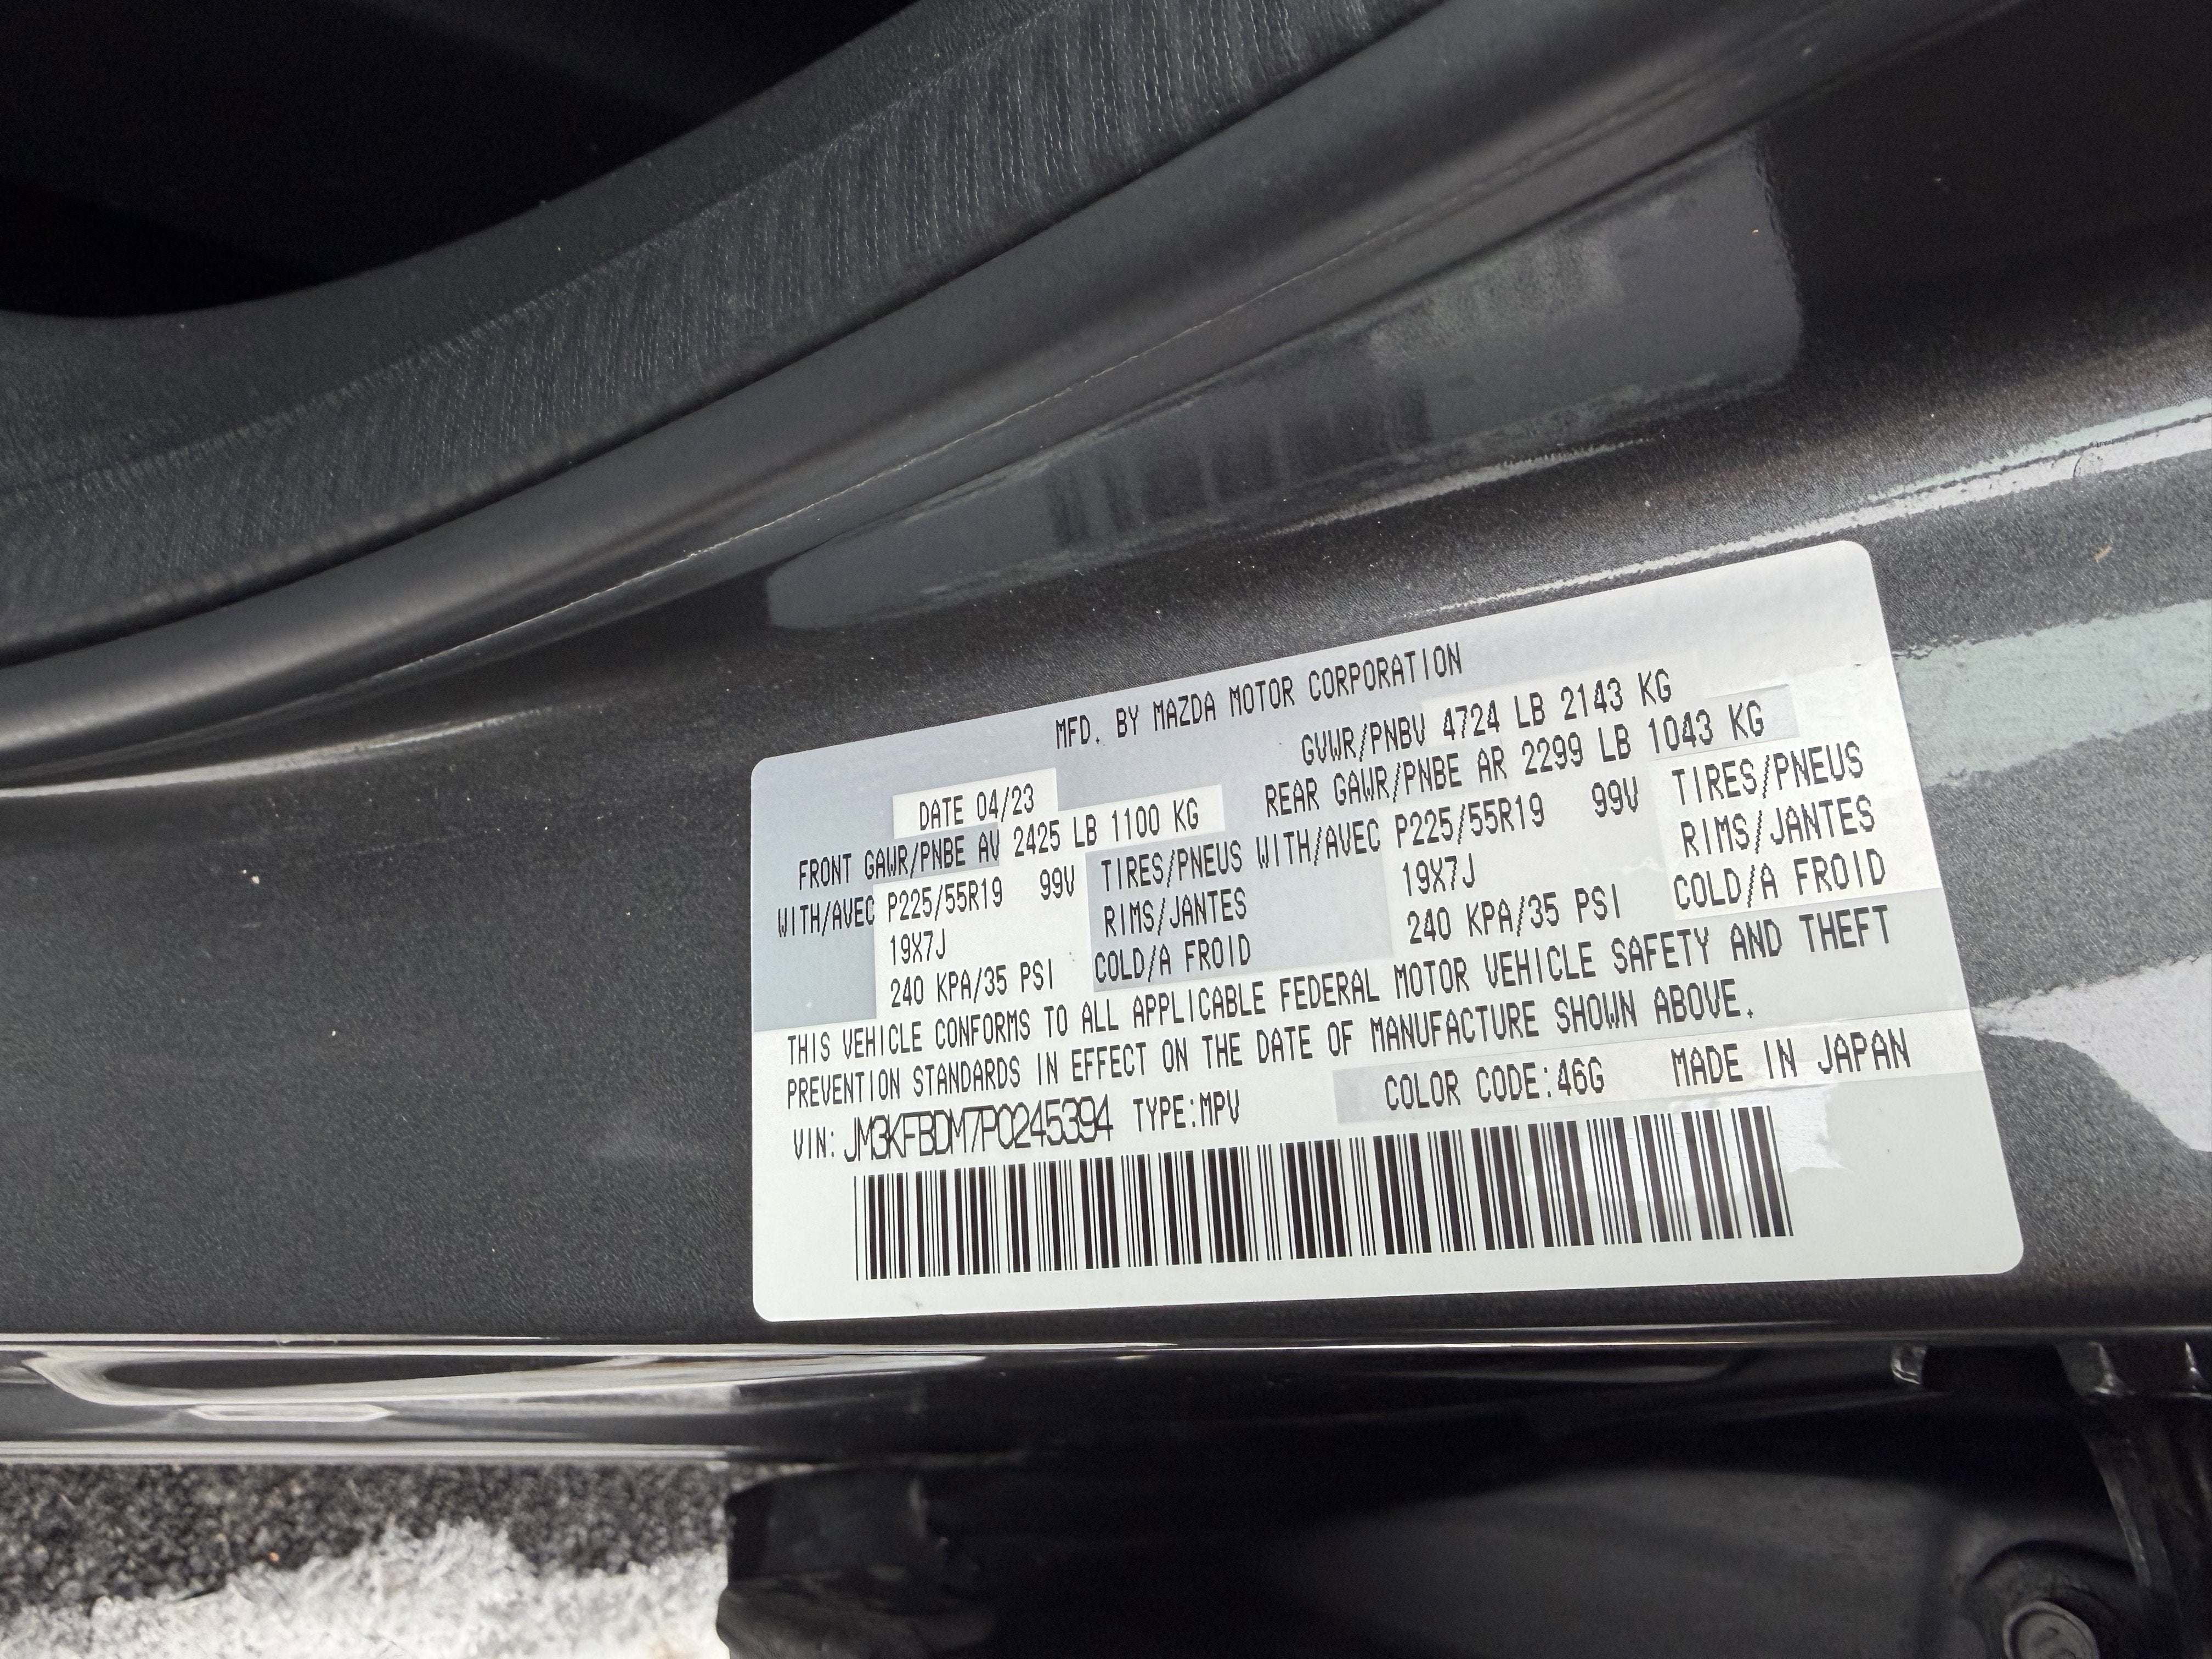 MFD. BY MAZDA MOTOR CORPORATION
GVWR/PNBV 4724 LB 2143 KG
DATE 04/23
REAR GAWR/PNBE AR 2299 LB 1043 KG
FRONT GAWR/PNBE AV 2425 LB 1100 KG
WITH/AVEC P225/55R19 99V TIRES/PNEUS
19X7J RIMS/JANTES
240 KPA/35 PSI COLD/A FROID
WITH/AVEC P225/55R19 99V TIRES/PNEUS
19X7J RIMS/JANTES
240 KPA/35 PSI COLD/A FROID
THIS VEHICLE CONFORMS TO ALL APPLICABLE FEDERAL MOTOR VEHICLE SAFETY AND THEFT
PREVENTION STANDARDS IN EFFECT ON THE DATE OF MANUFACTURE SHOWN ABOVE.
VIN: JM3KFBDM7P0245394 TYPE:MPV COLOR CODE:46G MADE IN JAPAN